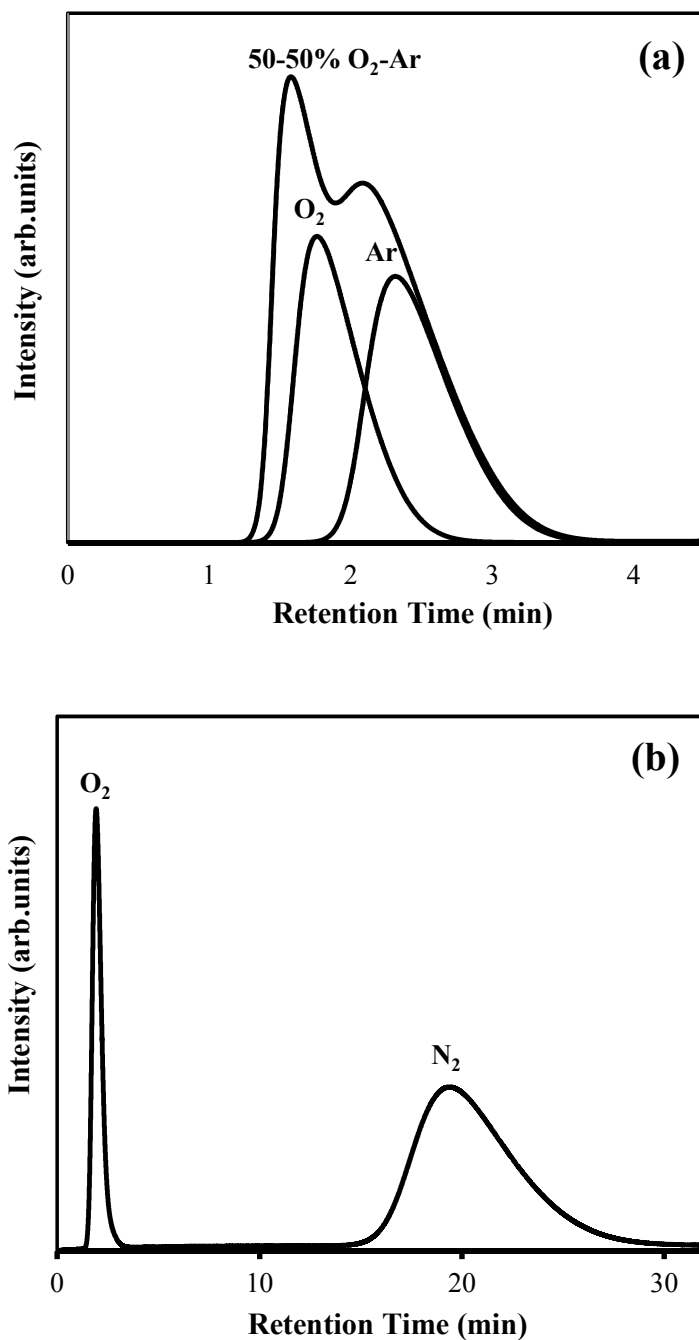 (a)
50-50% O₂-Ar
O₂
Ar
Intensity (arb.units)
0 1 2 3 4
Retention Time (min)
(b)
O₂
N₂
Intensity (arb.units)
0 10 20 30
Retention Time (min)